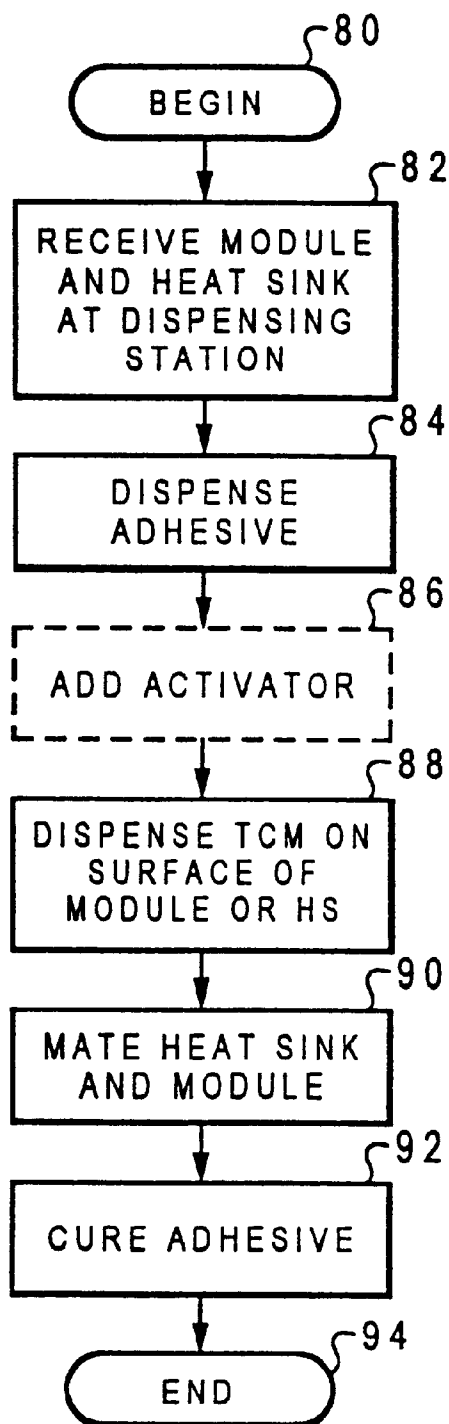 80
BEGIN
82
RECEIVE MODULE
AND HEAT SINK
AT DISPENSING
STATION
84
DISPENSE
ADHESIVE
86
ADD ACTIVATOR
88
DISPENSE TCM ON
SURFACE OF
MODULE OR HS
90
MATE HEAT SINK
AND MODULE
92
CURE ADHESIVE
94
END